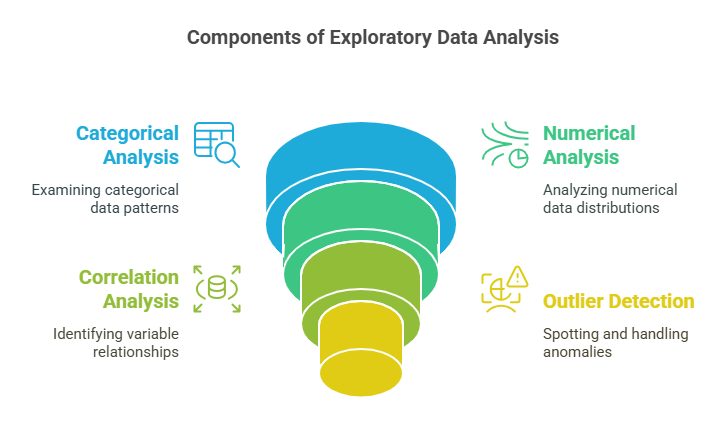 Components of Exploratory Data Analysis
Categorical
Analysis
Examining categorical
data patterns
Numerical
Analysis
Analyzing numerical
data distributions
Correlation
Analysis
Identifying variable
relationships
Outlier Detection
Spotting and handling
anomalies